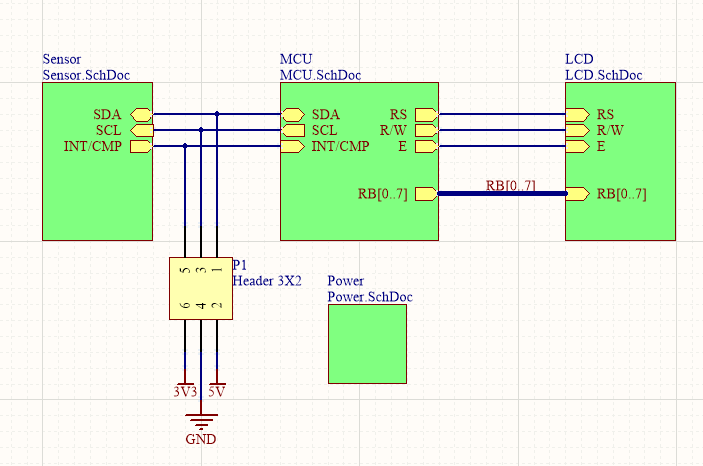 Sensor
Sensor.SchDoc
MCU
MCU.SchDoc
LCD
LCD.SchDoc
SDA
SDA
RS
RS
SCL
SCL
R/W
R/W
INT/CMP
INT/CMP
E
E
RB[0..7]
RB[0..7]
RB[0..7]
P1
Header 3X2
5
3
1
6
4
2
Power
Power.SchDoc
3V3
5V
GND